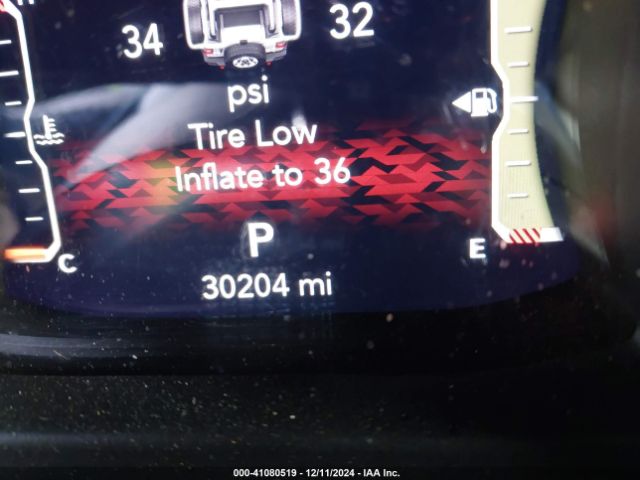 34 32
psi
Tire Low
Inflate to 36
P
C E
30204 mi
000-41080519 - 12/11/2024 - IAA Inc.